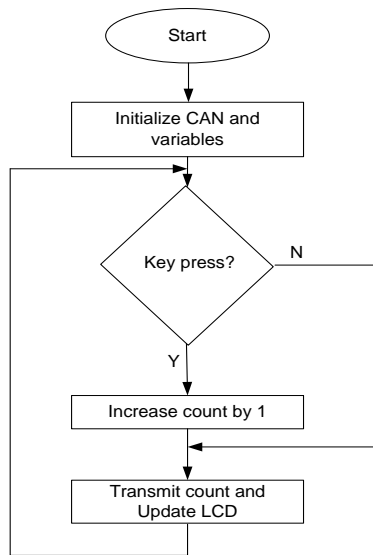 Start
Initialize CAN and
variables
Key press?
N
Y
Increase count by 1
Transmit count and
Update LCD